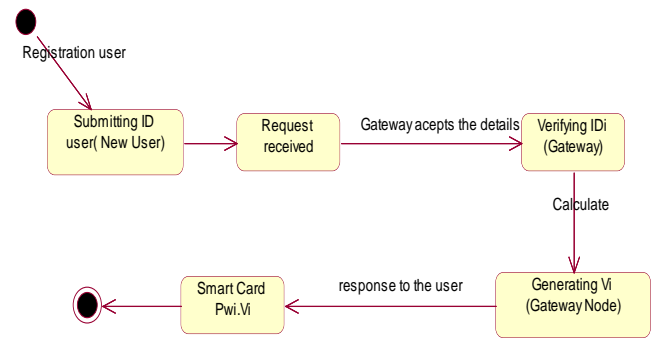 Registration user
Submitting ID
user( New User)
Request
received
Gateway acepts the details
Verifying IDi
(Gateway)
Calculate
Generating Vi
(Gateway Node)
response to the user
Smart Card
Pwi.Vi